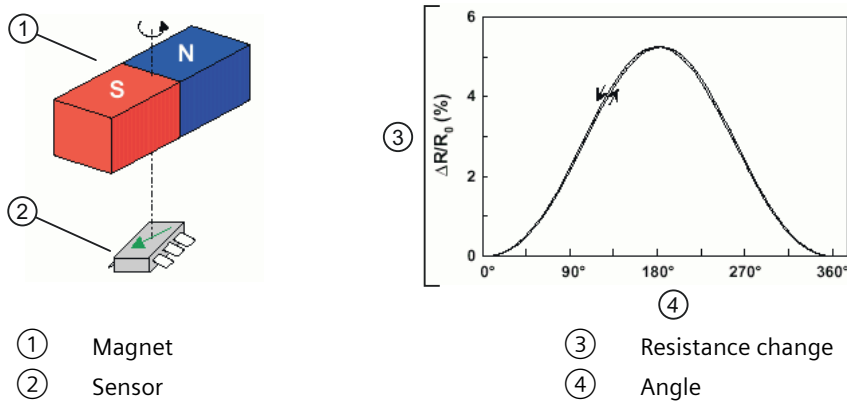 ①
N
S
②
③
ΔR/R₀ (%)
6
4
2
0
0° 90° 180° 270° 360°
④
① Magnet ③ Resistance change
② Sensor ④ Angle